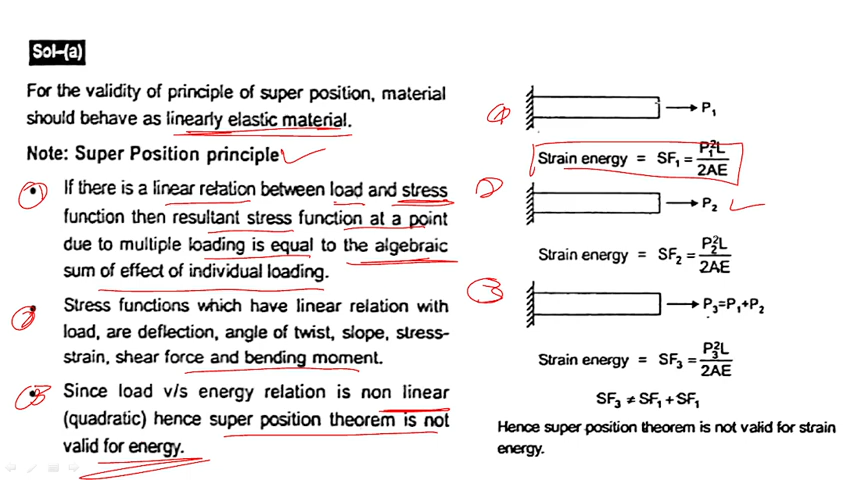 Sol-(a)
For the validity of principle of super position, material
should behave as linearly elastic material.
Note: Super Position principle
1 If there is a linear relation between load and stress
function then resultant stress function at a point
due to multiple loading is equal to the algebraic
sum of effect of individual loading.
2 Stress functions which have linear relation with
load, are deflection, angle of twist, slope, stress-
strain, shear force and bending moment.
3 Since load v/s energy relation is non linear
(quadratic) hence super position theorem is not
valid for energy.
1 P₁
Strain energy = SF₁ = P₁²L / 2AE
2 P₂
Strain energy = SF₂ = P₂²L / 2AE
3 P₃=P₁+P₂
Strain energy = SF₃ = P₃²L / 2AE
SF₃ ≠ SF₁ + SF₁
Hence super position theorem is not valid for strain
energy.